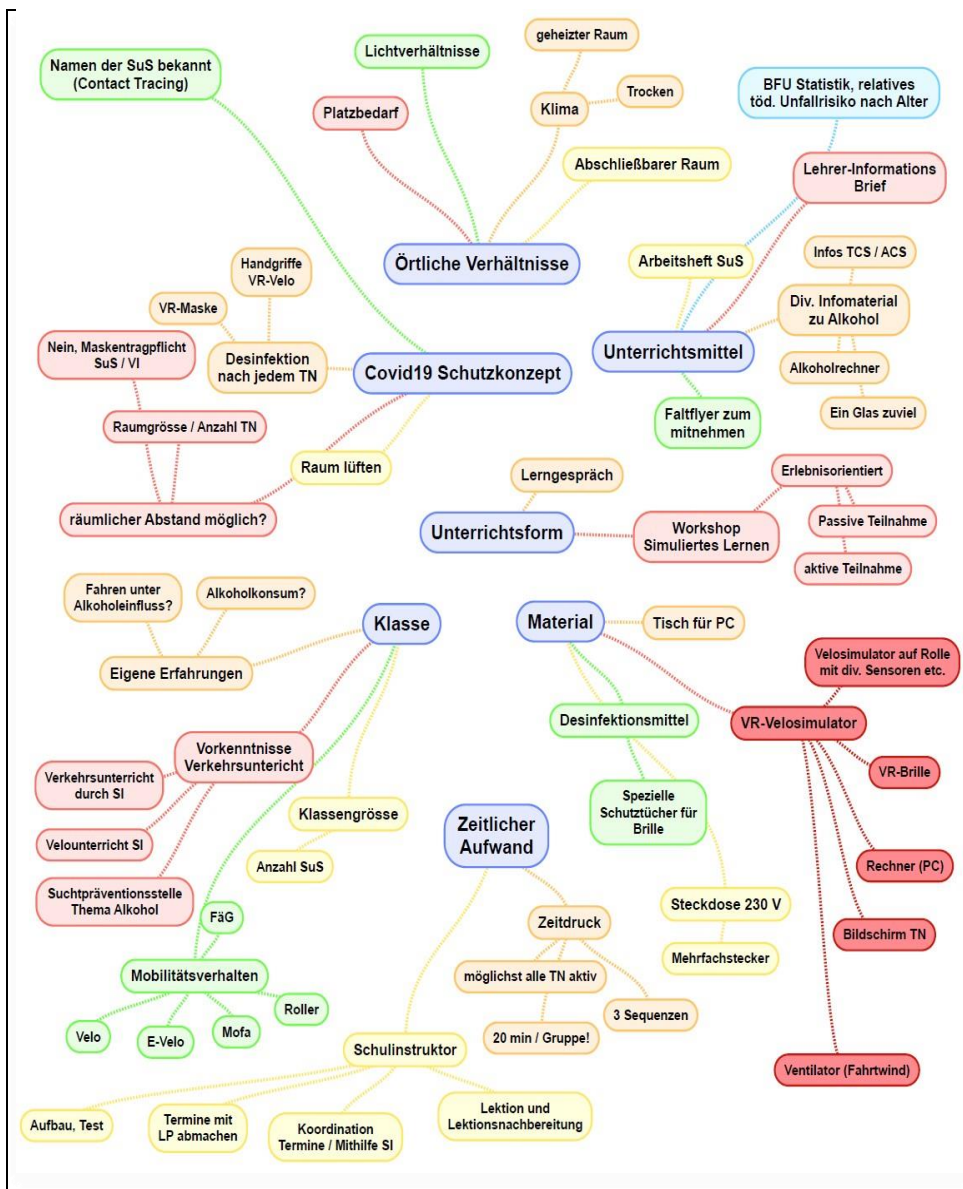 Namen der SuS bekannt
(Contact Tracing)
Lichtverhältnisse
geheizter Raum
Platzbedarf
Klima
Trocken
Abschließbarer Raum
Örtliche Verhältnisse
BFU Statistik, relatives
töd. Unfallrisiko nach Alter
Lehrer-Informations
Brief
Arbeitsheft SuS
Infos TCS / ACS
Div. Infomaterial
zu Alkohol
Unterrichtsmittel
Alkoholrechner
Ein Glas zuviel
Faltflyer zum
mitnehmen
Handgriffe
VR-Velo
VR-Maske
Nein, Maskentragpflicht
SuS / VI
Desinfektion
nach jedem TN
Covid19 Schutzkonzept
Raumgrösse / Anzahl TN
Raum lüften
räumlicher Abstand möglich?
Lerngespräch
Unterrichtsform
Workshop
Simuliertes Lernen
Erlebnisorientiert
Passive Teilnahme
aktive Teilnahme
Fahren unter
Alkoholeinfluss?
Alkoholkonsum?
Klasse
Eigene Erfahrungen
Vorkenntnisse
Verkehrsuntericht
Verkehrsunterricht
durch SI
Velounterricht SI
Suchtpräventionsstelle
Thema Alkohol
Klassengrösse
Anzahl SuS
FäG
Mobilitätsverhalten
Velo
E-Velo
Mofa
Roller
Material
Tisch für PC
Desinfektionsmittel
Spezielle
Schutztücher für
Brille
Steckdose 230 V
Mehrfachstecker
Velosimulator auf Rolle
mit div. Sensoren etc.
VR-Velosimulator
VR-Brille
Rechner (PC)
Bildschirm TN
Ventilator (Fahrtwind)
Zeitlicher
Aufwand
Zeitdruck
möglichst alle TN aktiv
20 min / Gruppe!
3 Sequenzen
Schulinstruktor
Aufbau, Test
Termine mit
LP abmachen
Koordination
Termine / Mithilfe SI
Lektion und
Lektionsnachbereitung